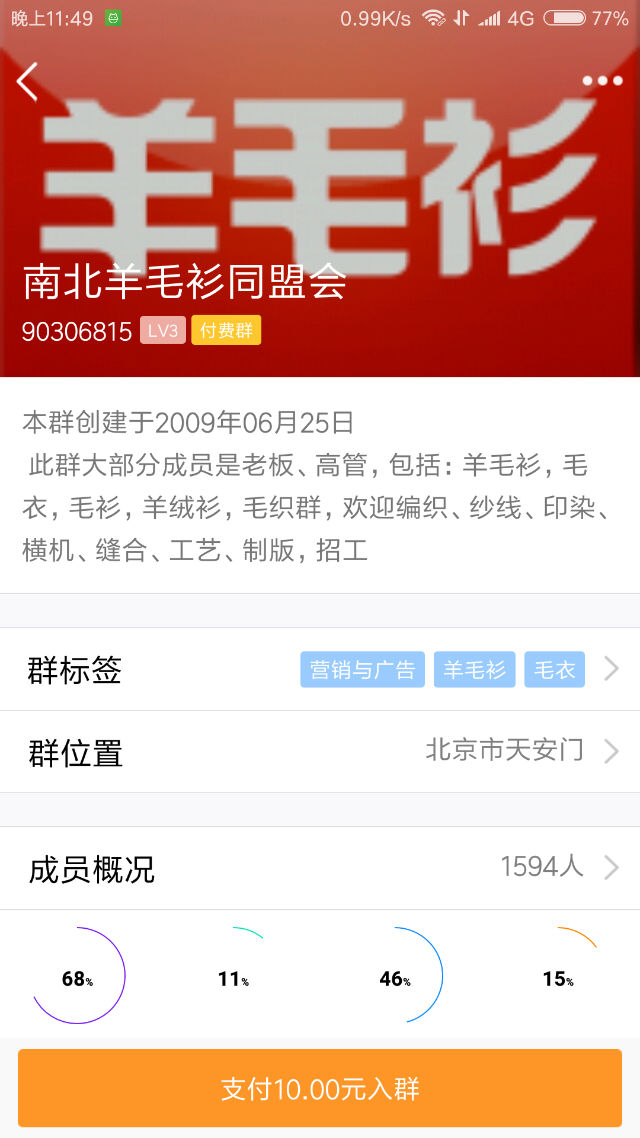 晚上11:49 0.99K/s 4G 77%
羊毛衫
南北羊毛衫同盟会
90306815 LV3 付费群
本群创建于2009年06月25日
此群大部分成员是老板、高管，包括：羊毛衫，毛
衣，毛衫，羊绒衫，毛织群，欢迎编织、纱线、印染、
横机、缝合、工艺、制版，招工
群标签 营销与广告 羊毛衫 毛衣
群位置 北京市天安门
成员概况 1594人
68% 11% 46% 15%
支付10.00元入群